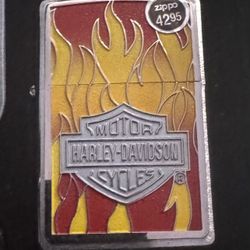 zippo
4295
MOTOR
HARLEY-DAVIDSON
CYCLES
®